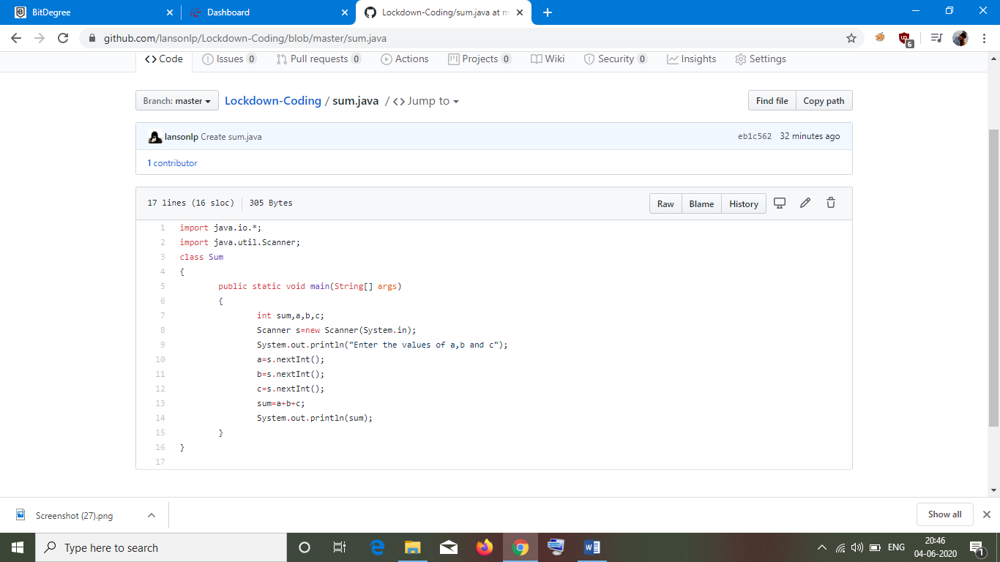 BitDegree
Dashboard
Lockdown-Coding/sum.java at m
github.com/lansonlp/Lockdown-Coding/blob/master/sum.java
6
Code Issues 0 Pull requests 0 Actions Projects 0 Wiki Security 0 Insights Settings
Branch: master Lockdown-Coding / sum.java / <> Jump to Find file Copy path
lansonlp Create sum.java eb1c562 32 minutes ago
1 contributor
17 lines (16 sloc) 305 Bytes Raw Blame History
1 import java.io.*;
2 import java.util.Scanner;
3 class Sum
4 {
5 public static void main(String[] args)
6 {
7 int sum,a,b,c;
8 Scanner s=new Scanner(System.in);
9 System.out.println("Enter the values of a,b and c");
10 a=s.nextInt();
11 b=s.nextInt();
12 c=s.nextInt();
13 sum=a+b+c;
14 System.out.println(sum);
15 }
16 }
17
Screenshot (27).png Show all
Type here to search
ENG
20:46
04-06-2020
1